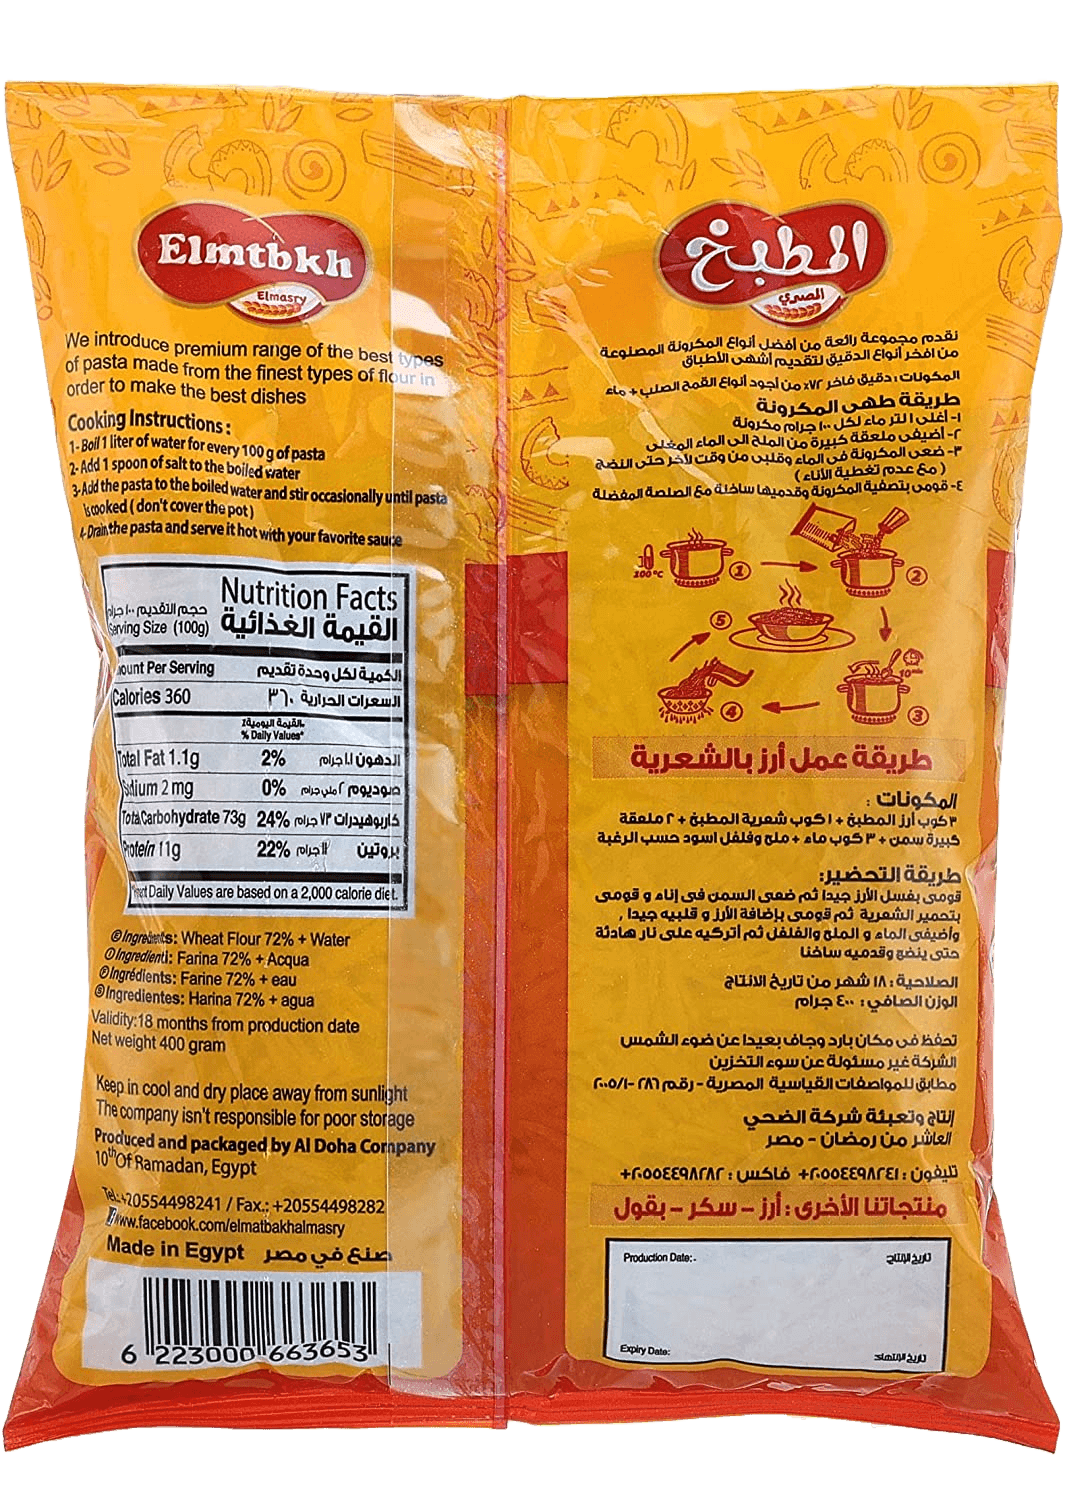 Elmtbkh
Elmasry
We introduce premium range of the best types
of pasta made from the finest types of flour in
order to make the best dishes
Cooking Instructions :
1- Boil 1 liter of water for every 100 g of pasta
2- Add 1 spoon of salt to the boiled water
3- Add the pasta to the boiled water and stir occasionally until pasta
is cooked ( don't cover the pot )
4- Drain the pasta and serve it hot with your favorite sauce
Nutrition Facts
حجم التقديم ١٠٠ جرام
القيمة الغذائية
Serving Size (100g)
ount Per Serving الكمية لكل وحدة تقديم
Calories 360 السعرات الحرارية ٣٦٠
القيمة اليومية٪
% Daily Values*
Total Fat 1.1g 2% الدهون ١.١ جرام
Sodium 2 mg 0% صوديوم ٢ ملي جرام
Total Carbohydrate 73g 24% كاربوهيدرات ٧٣ جرام
Protein 11g 22% بروتين ١١ جرام
Daily Values are based on a 2,000 calorie diet.
Ingredients: Wheat Flour 72% + Water
Ingredienti: Farina 72% + Acqua
Ingrédients: Farine 72% + eau
Ingredientes: Harina 72% + agua
Validity:18 months from production date
Net weight 400 gram
Keep in cool and dry place away from sunlight
The company isn't responsible for poor storage
Produced and packaged by Al Doha Company
10th Of Ramadan, Egypt
Tel.: +20554498241 / Fax.: +20554498282
www.facebook.com/elmatbakhalmasry
Made in Egypt صنع في مصر
6 223000 663653
المطبخ
المصري
نقدم مجموعة رائعة من أفضل أنواع المكرونة المصنوعة
من افخر أنواع الدقيق لتقديم أشهى الأطباق
المكونات : دقيق فاخر ٧٢٪ من أجود أنواع القمح الصلب + ماء
طريقة طهى المكرونة
١- أغلى ١ لتر ماء لكل ١٠٠ جرام مكرونة
٢- أضيفى ملعقة كبيرة من الملح الى الماء المغلى
٣- ضعى المكرونة فى الماء وقلبى من وقت لآخر حتى النضج
( مع عدم تغطية الأناء )
٤- قومى بتصفية المكرونة وقدميها ساخنة مع الصلصة المفضلة
100°C
1
2
5
10 min
4
3
طريقة عمل أرز بالشعرية
المكونات :
٣ كوب أرز المطبخ + ١ كوب شعرية المطبخ + ٢ ملعقة
كبيرة سمن + ٣ كوب ماء + ملح وفلفل اسود حسب الرغبة
طريقة التحضير:
قومى بغسل الأرز جيدا ثم ضعى السمن فى إناء و قومى
بتحمير الشعرية ثم قومى بإضافة الأرز و قلبيه جيدا ,
وأضيفى الماء و الملح والفلفل ثم أتركيه على نار هادئة
حتى ينضج وقدميه ساخنا
الصلاحية : ١٨ شهر من تاريخ الانتاج
الوزن الصافي : ٤٠٠ جرام
تحفظ فى مكان بارد وجاف بعيدا عن ضوء الشمس
الشركة غير مسئولة عن سوء التخزين
مطابق للمواصفات القياسية المصرية - رقم ٢٨٦ -٢٠٠٥/١
إنتاج وتعبئة شركة الضحي
العاشر من رمضان - مصر
تليفون : ٢٠٥٥٤٤٩٨٢٤١+ فاكس : ٢٠٥٥٤٤٩٨٢٨٢+
منتجاتنا الأخرى : أرز - سكر - بقول
Production Date:- تاريخ الإنتاج
Expiry Date: تاريخ الإنتهاء